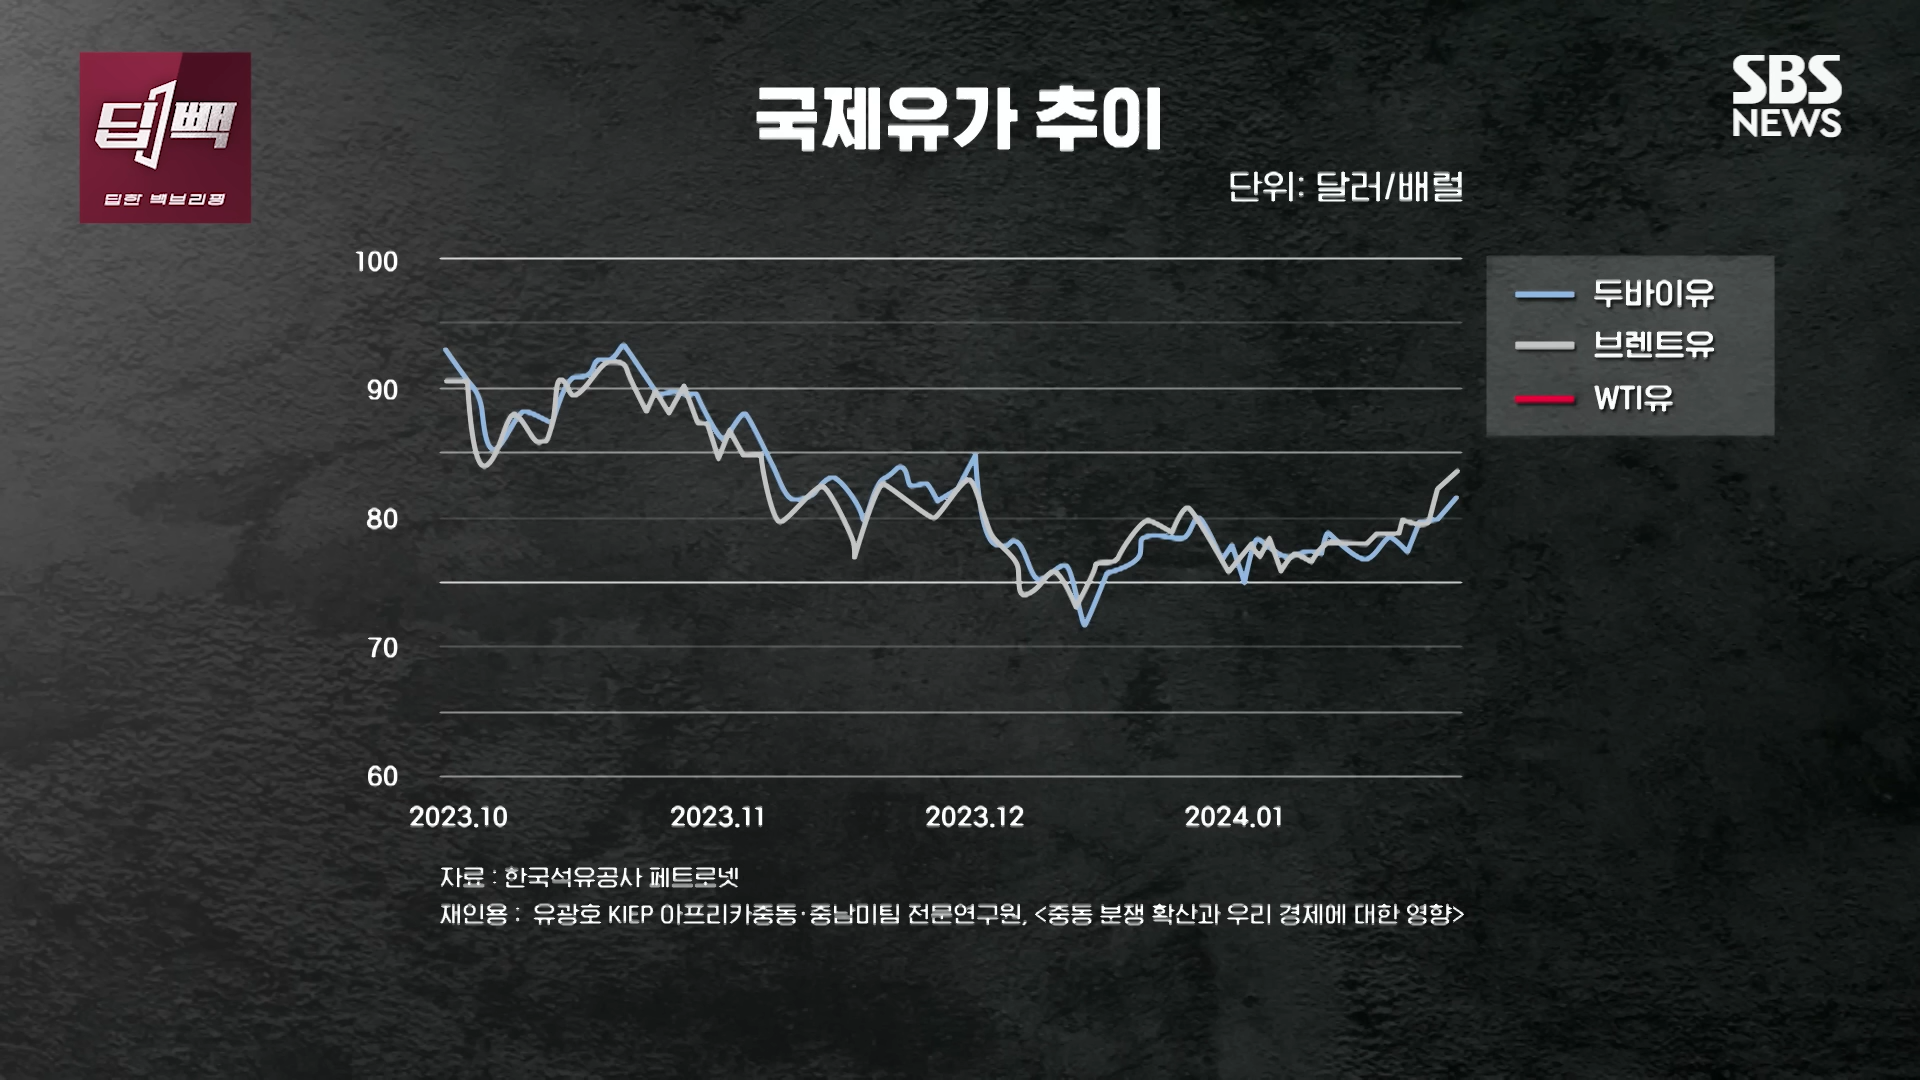 딥빽
딥한 백브리핑
SBS
NEWS
국제유가 추이
단위: 달러/배럴
두바이유
브렌트유
WTI유
100
90
80
70
60
2023.10 2023.11 2023.12 2024.01
자료 : 한국석유공사 페트로넷
재인용 : 유광호 KIEP 아프리카중동·중남미팀 전문연구원, <중동 분쟁 확산과 우리 경제에 대한 영향>